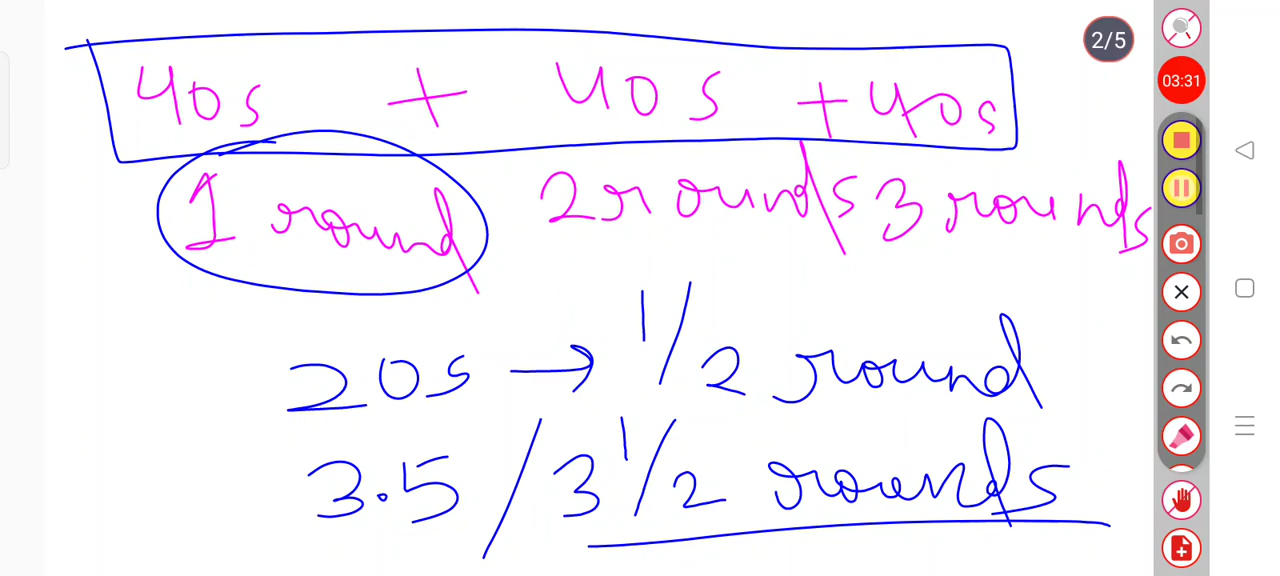 40s + 40s + 40s
1 round 2 rounds 3 rounds
20s → 1/2 round
3.5 / 3 1/2 rounds
2/5
03:31